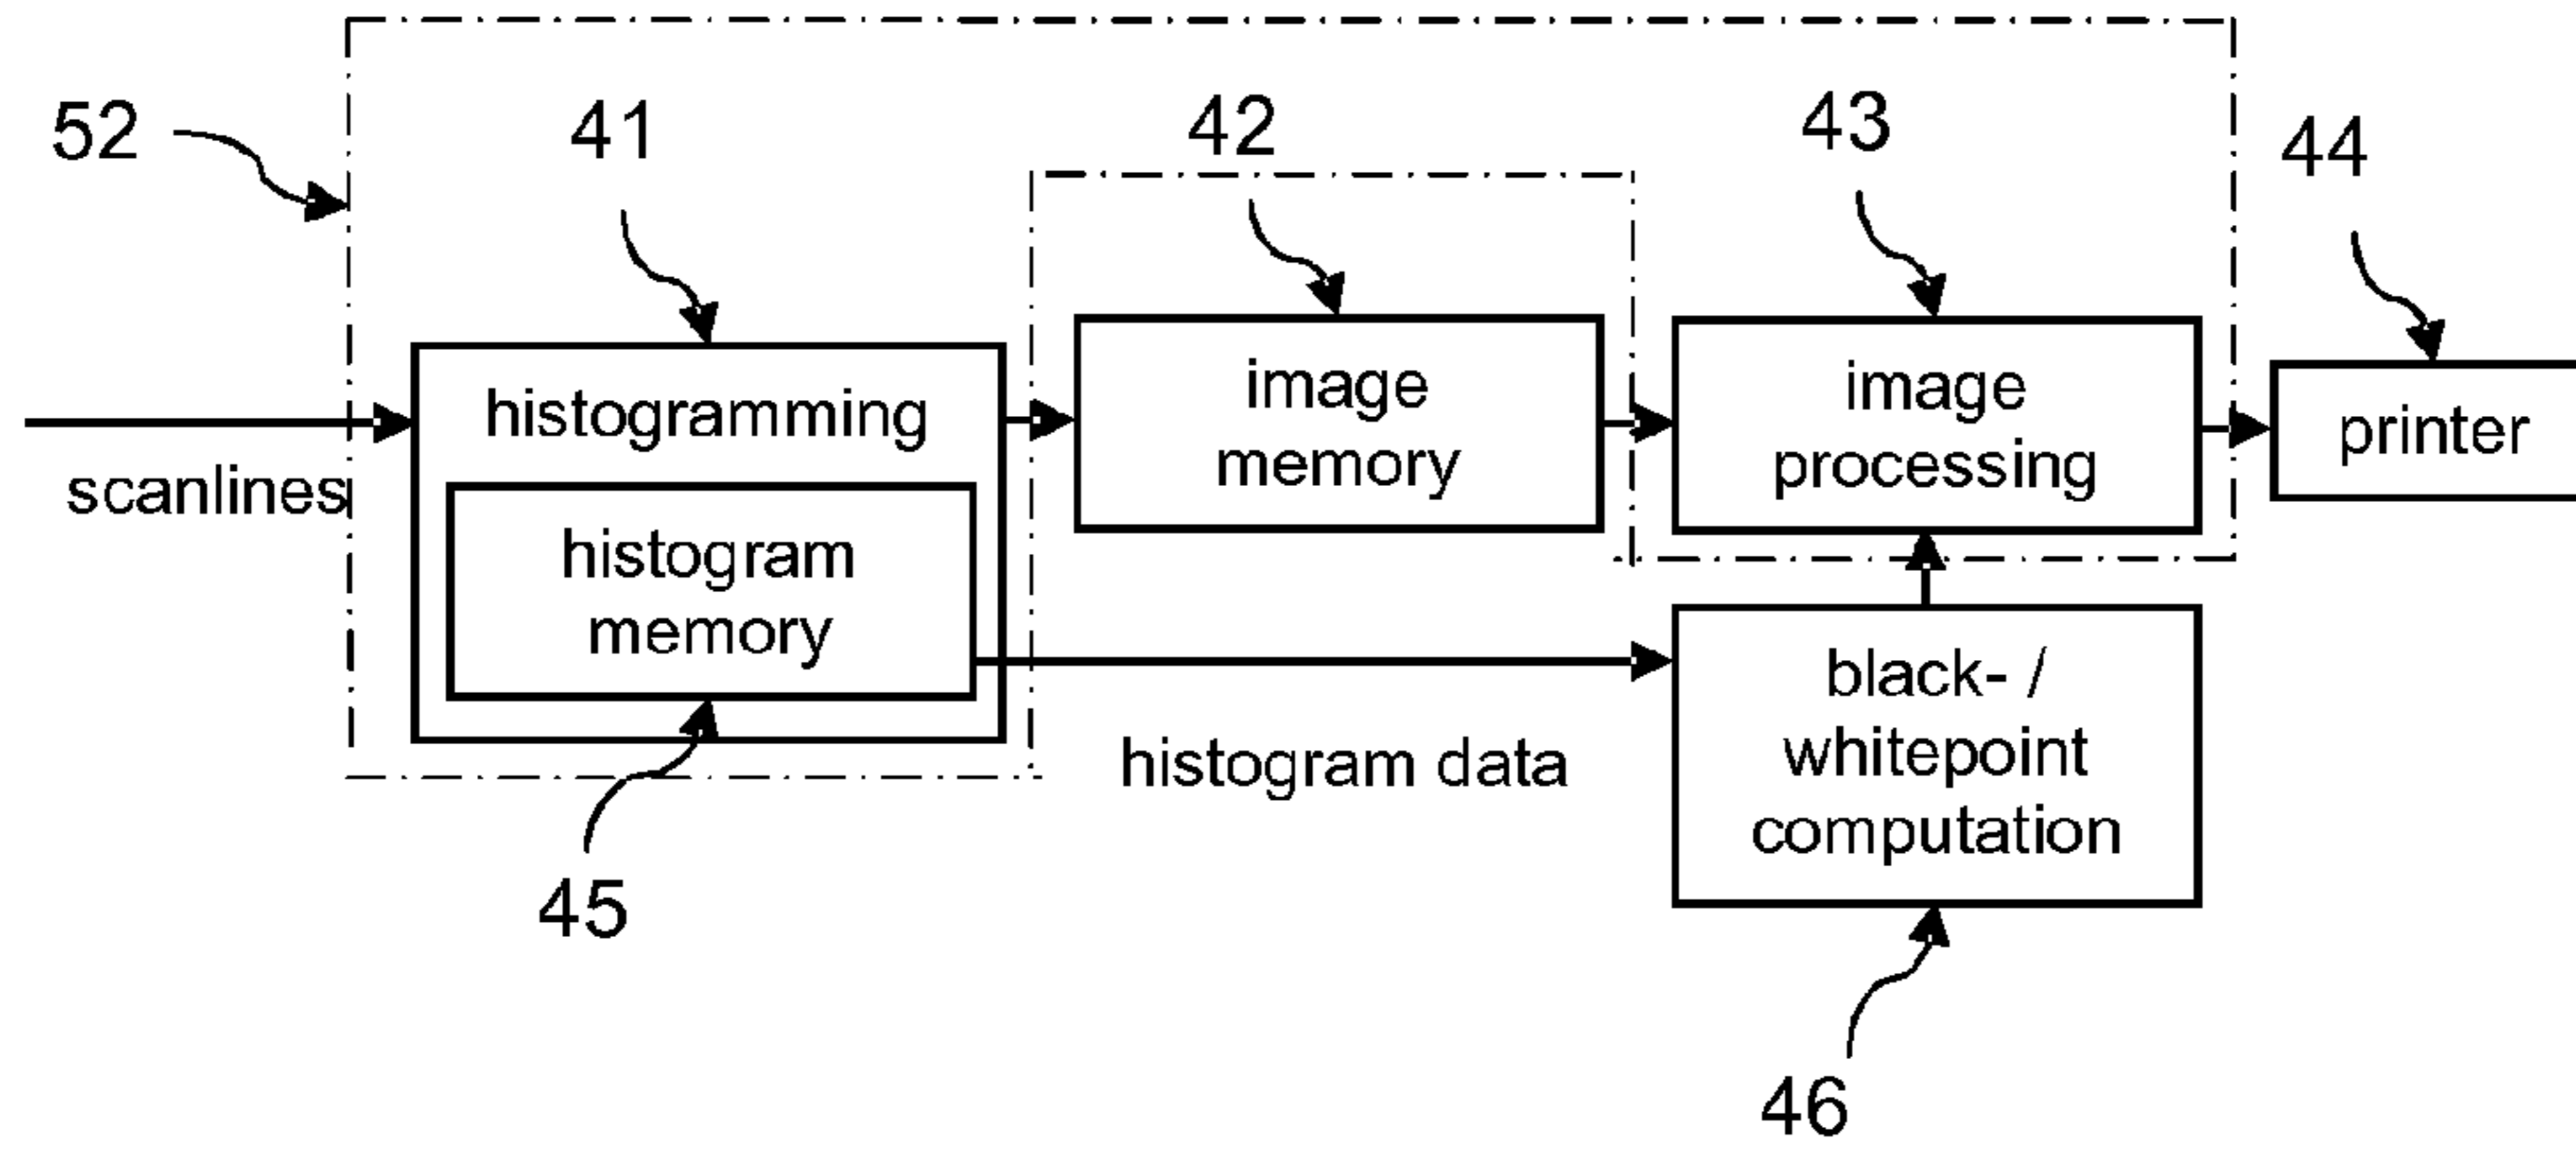 52
41
42
43
44
histogramming
image
memory
image
processing
printer
scanlines
histogram
memory
histogram data
black- /
whitepoint
computation
45
46